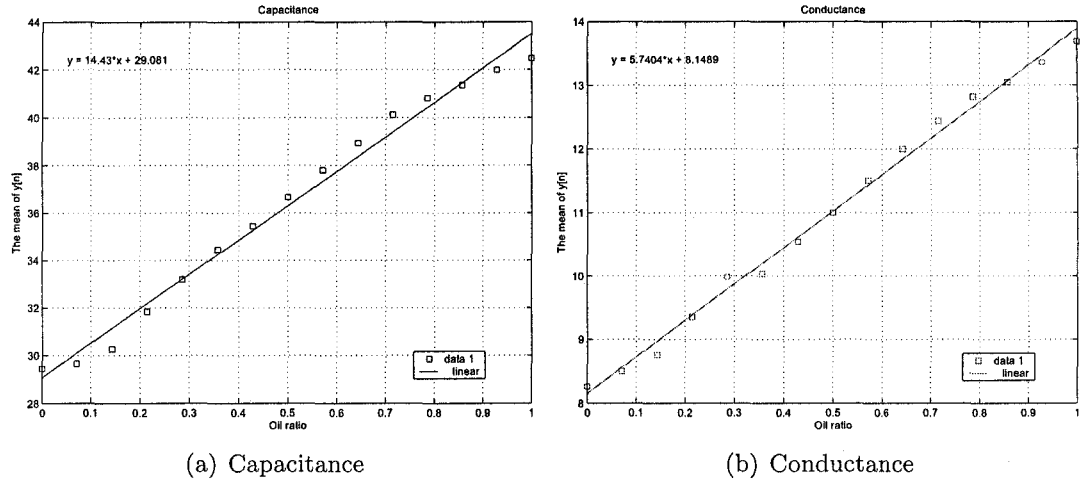 Capacitance
44
42
40
38
36
34
32
30
28
The mean of y[n]
y = 14.43*x + 29.081
data 1
linear
0 0.1 0.2 0.3 0.4 0.5 0.6 0.7 0.8 0.9 1
Oil ratio
(a) Capacitance
Conductance
14
13
12
11
10
9
8
The mean of y[n]
y = 5.7404*x + 8.1489
data 1
linear
0 0.1 0.2 0.3 0.4 0.5 0.6 0.7 0.8 0.9 1
Oil ratio
(b) Conductance